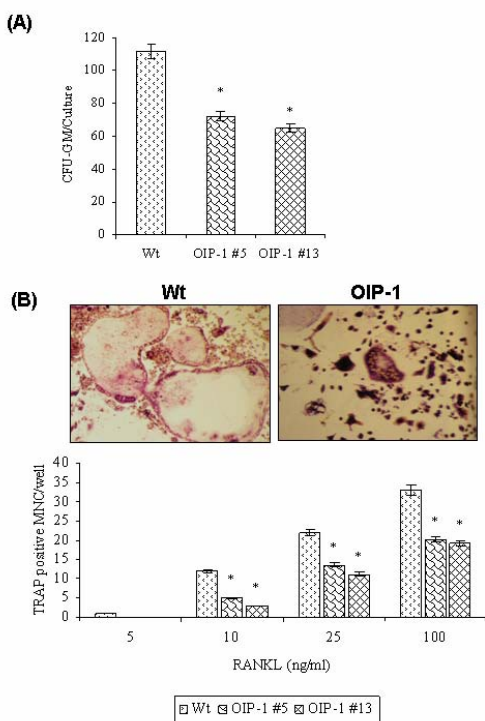 (A)
120
100
80
60
40
20
0
CFU-GM/Culture
*
*
Wt
OIP-1 #5
OIP-1 #13
(B)
Wt
OIP-1
40
35
30
25
20
15
10
5
0
TRAP positive MNC/well
* *
* *
* *
5
10
25
100
RANKL (ng/ml)
Wt OIP-1 #5 OIP-1 #13